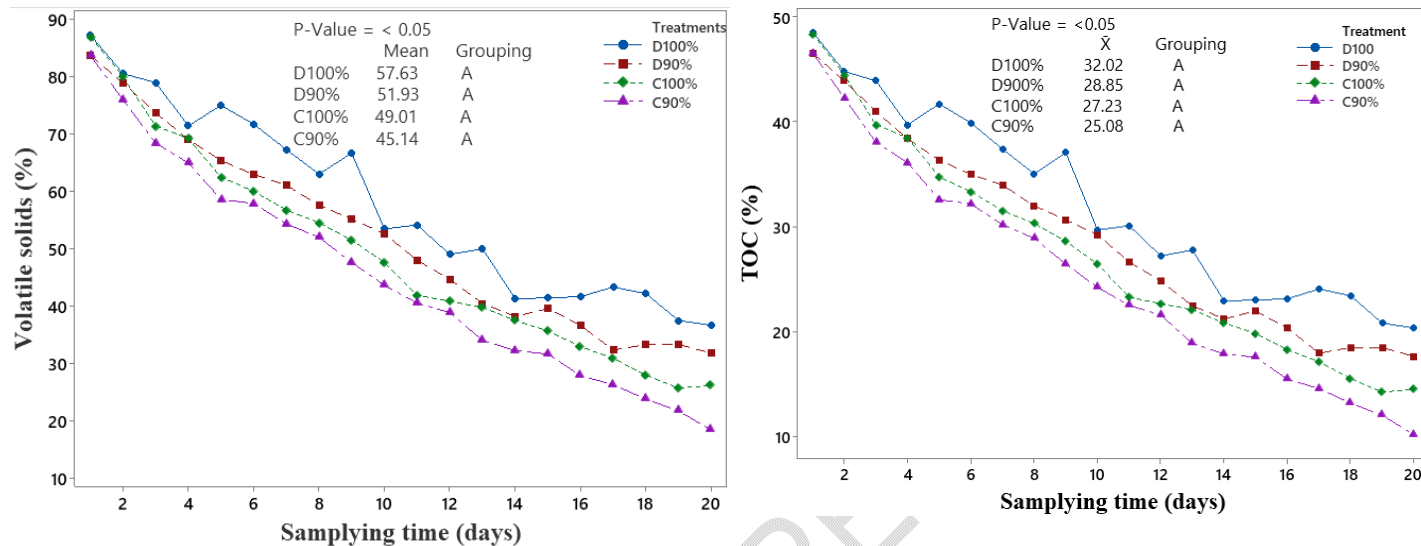 P-Value = < 0.05
Mean Grouping
D100% 57.63 A
D90% 51.93 A
C100% 49.01 A
C90% 45.14 A
Treatments
D100%
D90%
C100%
C90%
Volatile solids (%)
90
80
70
60
50
40
30
20
10
2 4 6 8 10 12 14 16 18 20
Samplying time (days)
P-Value = <0.05
X̄ Grouping
D100% 32.02 A
D900% 28.85 A
C100% 27.23 A
C90% 25.08 A
Treatment
D100
D90%
C100%
C90%
TOC (%)
50
40
30
20
10
2 4 6 8 10 12 14 16 18 20
Samplying time (days)